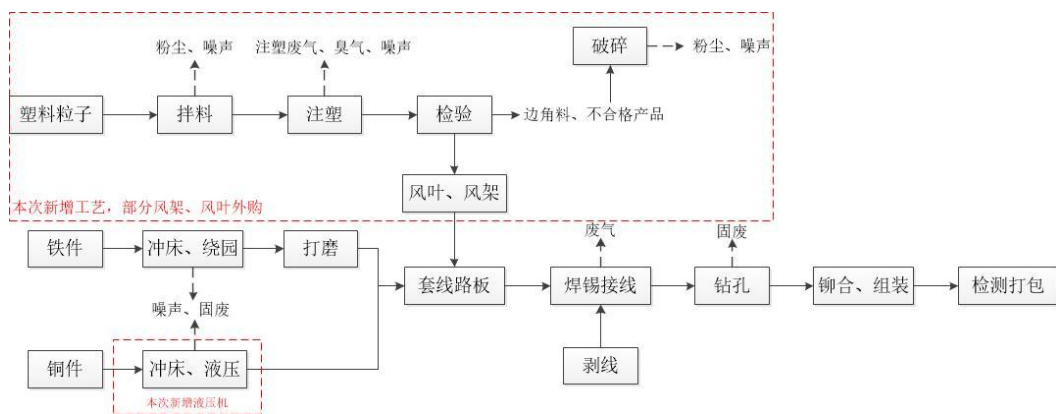 破碎
粉尘、噪声
粉尘、噪声
注塑废气、臭气、噪声
塑料粒子
拌料
注塑
检验
边角料、不合格产品
风叶、风架
本次新增工艺，部分风架、风叶外购
铁件
冲床、绕园
打磨
套线路板
废气
焊锡接线
固废
钻孔
铆合、组装
检测打包
噪声、固废
铜件
冲床、液压
剥线
本次新增液压机